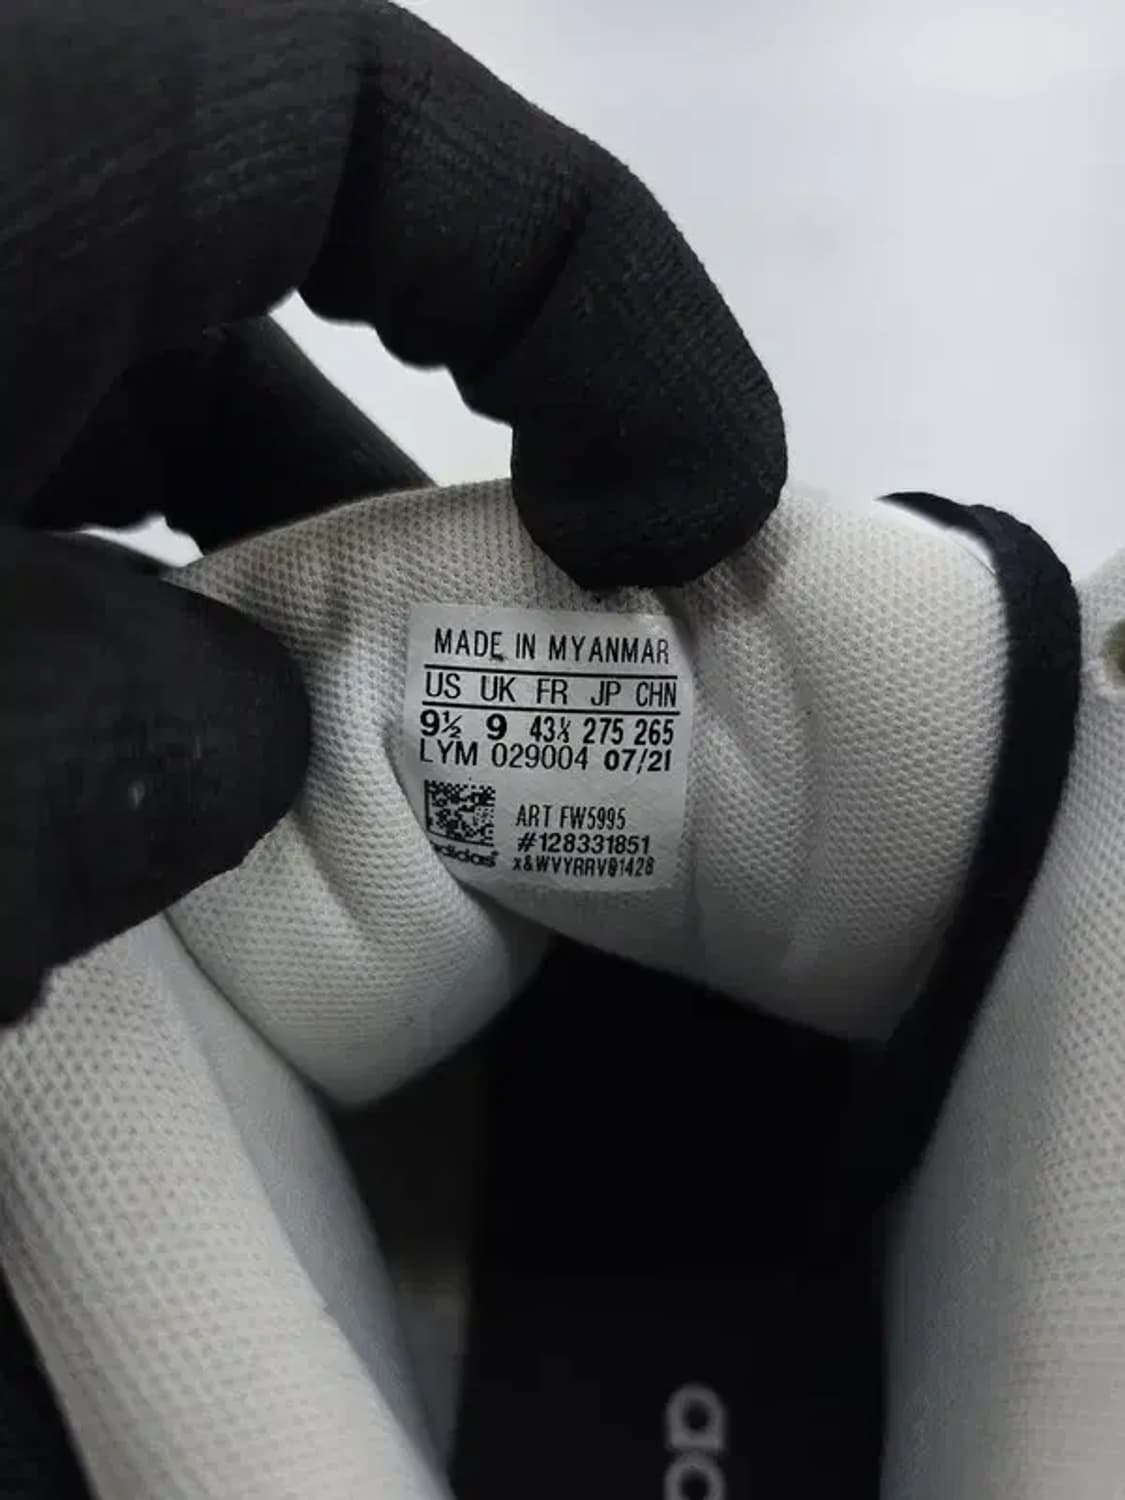 MADE IN MYANMAR
US UK FR JP CHN
9½ 9 43⅓ 275 265
LYM 029004 07/21
ART FW5995
#128331851
adidas
x&WVYRRV01428
ad